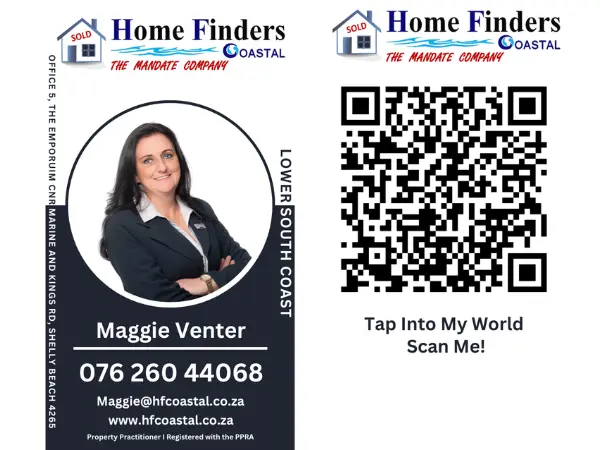 SOLD
Home Finders
COASTAL
THE MANDATE COMPANY
OFFICE 5, THE EMPORUIM CNR MARINE AND KINGS RD, SHELLY BEACH 4265
LOWER SOUTH COAST
Maggie Venter
076 260 44068
Maggie@hfcoastal.co.za
www.hfcoastal.co.za
Property Practitioner I Registered with the PPRA
SOLD
Home Finders
COASTAL
THE MANDATE COMPANY
Tap Into My World
Scan Me!